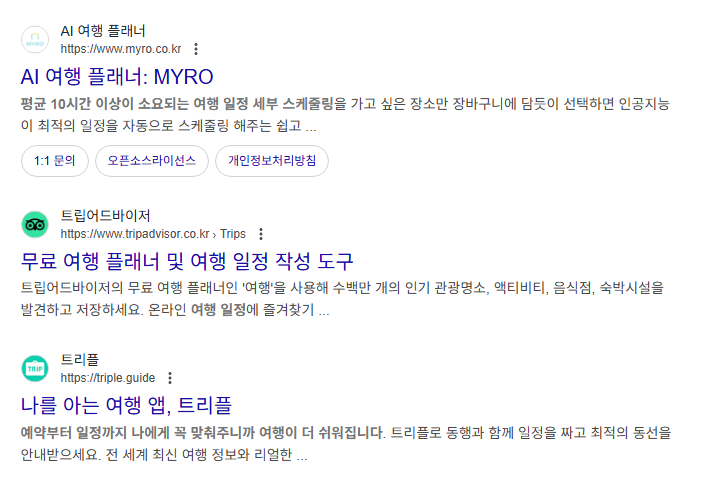 AI 여행 플래너
https://www.myro.co.kr
MYRO
AI 여행 플래너: MYRO
평균 10시간 이상이 소요되는 여행 일정 세부 스케줄링을 가고 싶은 장소만 장바구니에 담듯이 선택하면 인공지능
이 최적의 일정을 자동으로 스케줄링 해주는 쉽고 ...
1:1 문의
오픈소스라이선스
개인정보처리방침
트립어드바이저
https://www.tripadvisor.co.kr › Trips
무료 여행 플래너 및 여행 일정 작성 도구
트립어드바이저의 무료 여행 플래너인 '여행'을 사용해 수백만 개의 인기 관광명소, 액티비티, 음식점, 숙박시설을
발견하고 저장하세요. 온라인 여행 일정에 즐겨찾기 ...
트리플
TRIP
https://triple.guide
나를 아는 여행 앱, 트리플
예약부터 일정까지 나에게 꼭 맞춰주니까 여행이 더 쉬워집니다. 트리플로 동행과 함께 일정을 짜고 최적의 동선을
안내받으세요. 전 세계 최신 여행 정보와 리얼한 ...